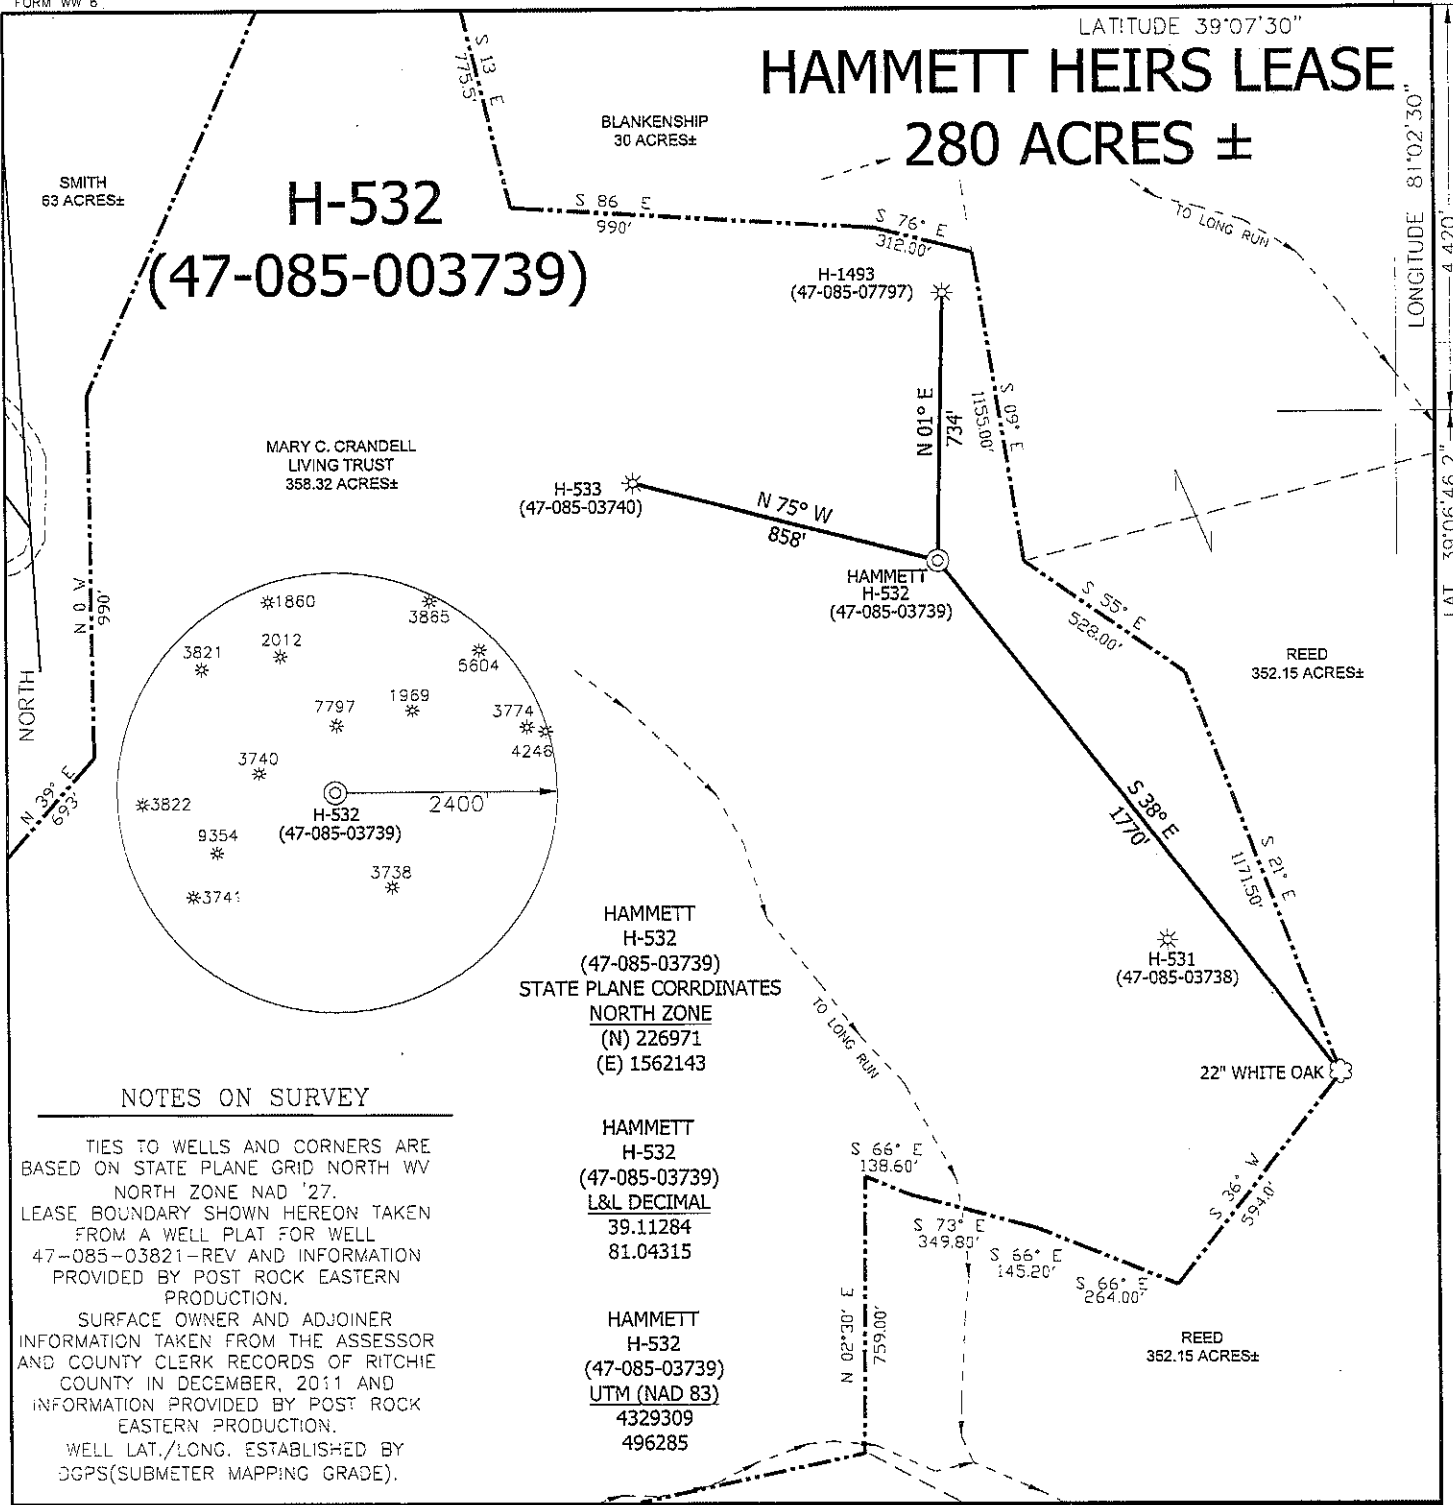 FORM WW 6
LATITUDE 39°07'30"
HAMMETT HEIRS LEASE
280 ACRES ±
LONGITUDE 81°02'30"
4,420'
LAT. 39°06'46.2"
S 13 E
775.5'
BLANKENSHIP
30 ACRES±
SMITH
63 ACRES±
H-532
(47-085-003739)
S 86 E
990'
S 76° E
312.00'
TO LONG RUN
H-1493
(47-085-07797)
N 01° E
734'
S 09° E
1155.00'
MARY C. CRANDELL
LIVING TRUST
358.32 ACRES±
H-533
(47-085-03740)
N 75° W
858'
HAMMETT
H-532
(47-085-03739)
S 55° E
528.00'
REED
352.15 ACRES±
N 0 W
990'
NORTH
N 39° E
693'
1860
3865
2012
3821
5604
7797
1969
3774
4246
3740
3822
2400'
H-532
(47-085-03739)
9354
3738
3741
S 38° E
1770'
S 21° E
1171.50'
H-531
(47-085-03738)
22" WHITE OAK
HAMMETT
H-532
(47-085-03739)
STATE PLANE CORRDINATES
NORTH ZONE
(N) 226971
(E) 1562143
TO LONG RUN
HAMMETT
H-532
(47-085-03739)
L&L DECIMAL
39.11284
81.04315
HAMMETT
H-532
(47-085-03739)
UTM (NAD 83)
4329309
496285
S 66° E
138.60'
S 73° E
349.80'
S 66° E
145.20'
S 66° E
264.00'
S 36° W
594.0'
N 02°30' E
759.00'
REED
352.15 ACRES±
NOTES ON SURVEY
TIES TO WELLS AND CORNERS ARE
BASED ON STATE PLANE GRID NORTH WV
NORTH ZONE NAD '27.
LEASE BOUNDARY SHOWN HEREON TAKEN
FROM A WELL PLAT FOR WELL
47-085-03821-REV AND INFORMATION
PROVIDED BY POST ROCK EASTERN
PRODUCTION.
SURFACE OWNER AND ADJOINER
INFORMATION TAKEN FROM THE ASSESSOR
AND COUNTY CLERK RECORDS OF RITCHIE
COUNTY IN DECEMBER, 2011 AND
INFORMATION PROVIDED BY POST ROCK
EASTERN PRODUCTION.
WELL LAT./LONG. ESTABLISHED BY
DGPS(SUBMETER MAPPING GRADE).